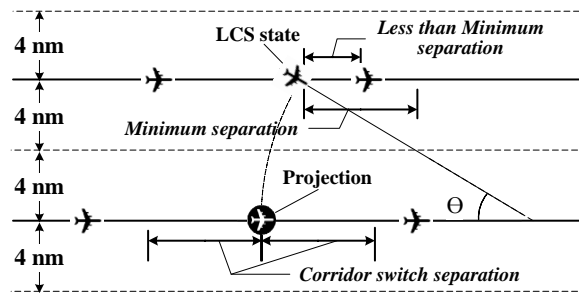 LCS state
Less than Minimum
separation
4 nm
4 nm
Minimum separation
4 nm
Projection
Θ
4 nm
Corridor switch separation